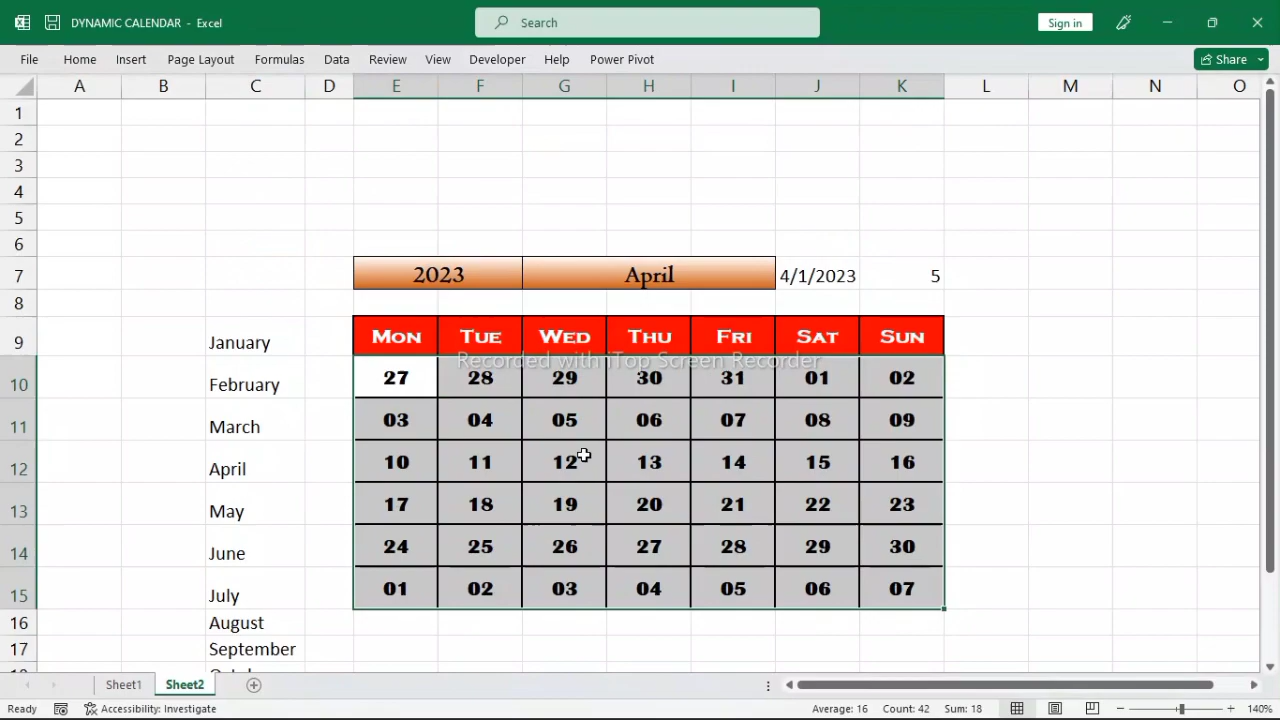 DYNAMIC CALENDAR - Excel
Search
Sign in
File Home Insert Page Layout Formulas Data Review View Developer Help Power Pivot
Share
A B C D E F G H I J K L M N O
1
2
3
4
5
6
7 2023 April 4/1/2023 5
8
9 January Mon Tue Wed Thu Fri Sat Sun
Recorded with iTop Screen Recorder
10 February 27 28 29 30 31 01 02
11 March 03 04 05 06 07 08 09
12 April 10 11 12 13 14 15 16
13 May 17 18 19 20 21 22 23
14 June 24 25 26 27 28 29 30
15 July 01 02 03 04 05 06 07
16 August
17 September
Sheet1 Sheet2
Ready Accessibility: Investigate Average: 16 Count: 42 Sum: 18 140%